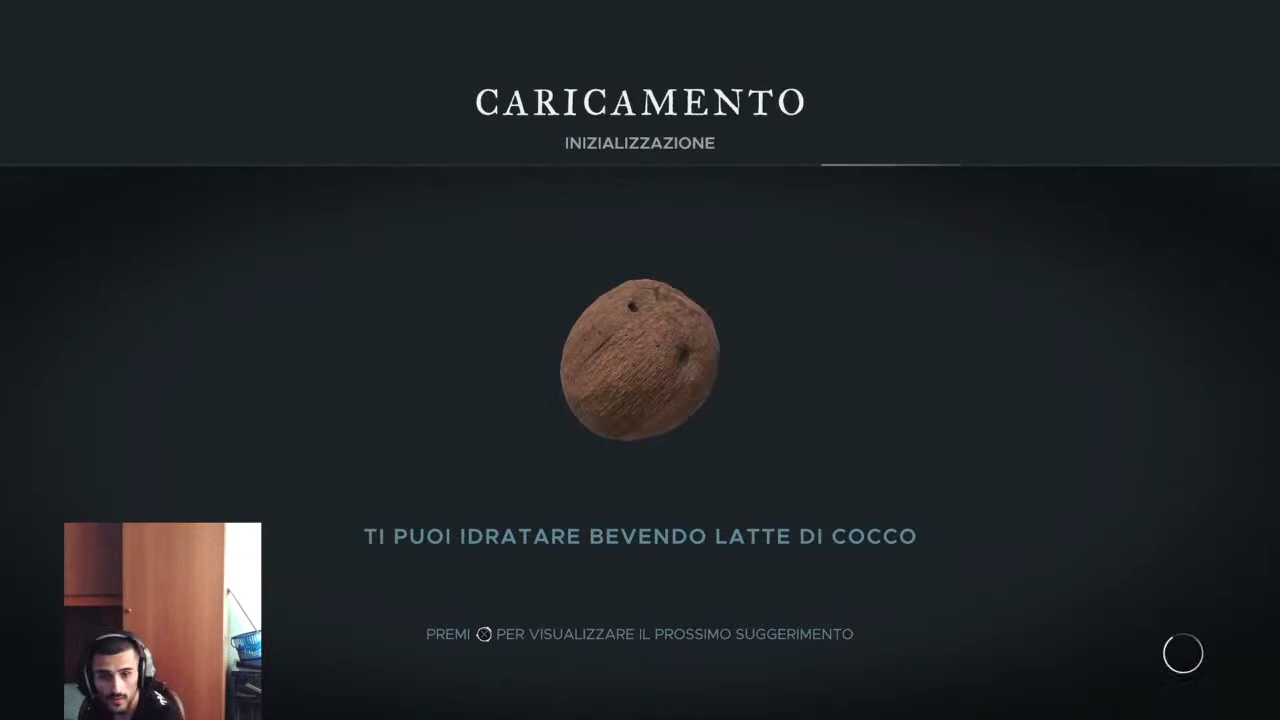 CARICAMENTO
INIZIALIZZAZIONE
TI PUOI IDRATARE BEVENDO LATTE DI COCCO
PREMI ⓧ PER VISUALIZZARE IL PROSSIMO SUGGERIMENTO